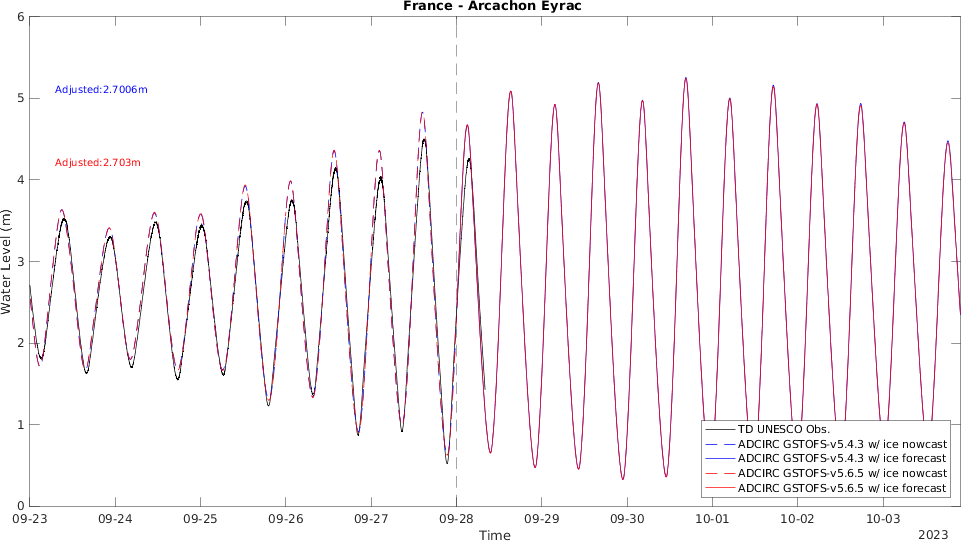 France - Arcachon Eyrac
6
5
4
3
2
1
0
Water Level (m)
Adjusted:2.7006m
Adjusted:2.703m
TD UNESCO Obs.
ADCIRC GSTOFS-v5.4.3 w/ ice nowcast
ADCIRC GSTOFS-v5.4.3 w/ ice forecast
ADCIRC GSTOFS-v5.6.5 w/ ice nowcast
ADCIRC GSTOFS-v5.6.5 w/ ice forecast
09-23 09-24 09-25 09-26 09-27 09-28 09-29 09-30 10-01 10-02 10-03
Time
2023